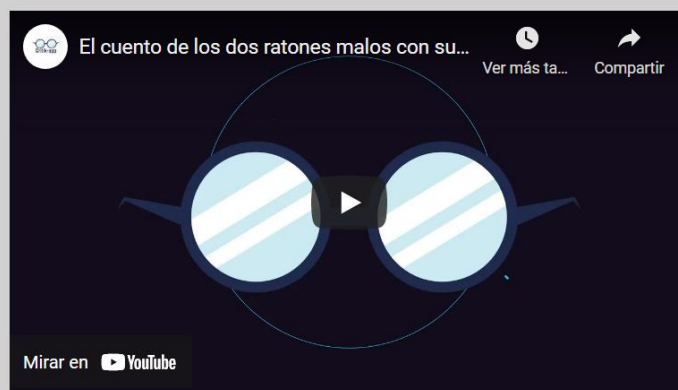 El cuento de los dos ratones malos con su...
Ver más ta...
Compartir
Mirar en YouTube